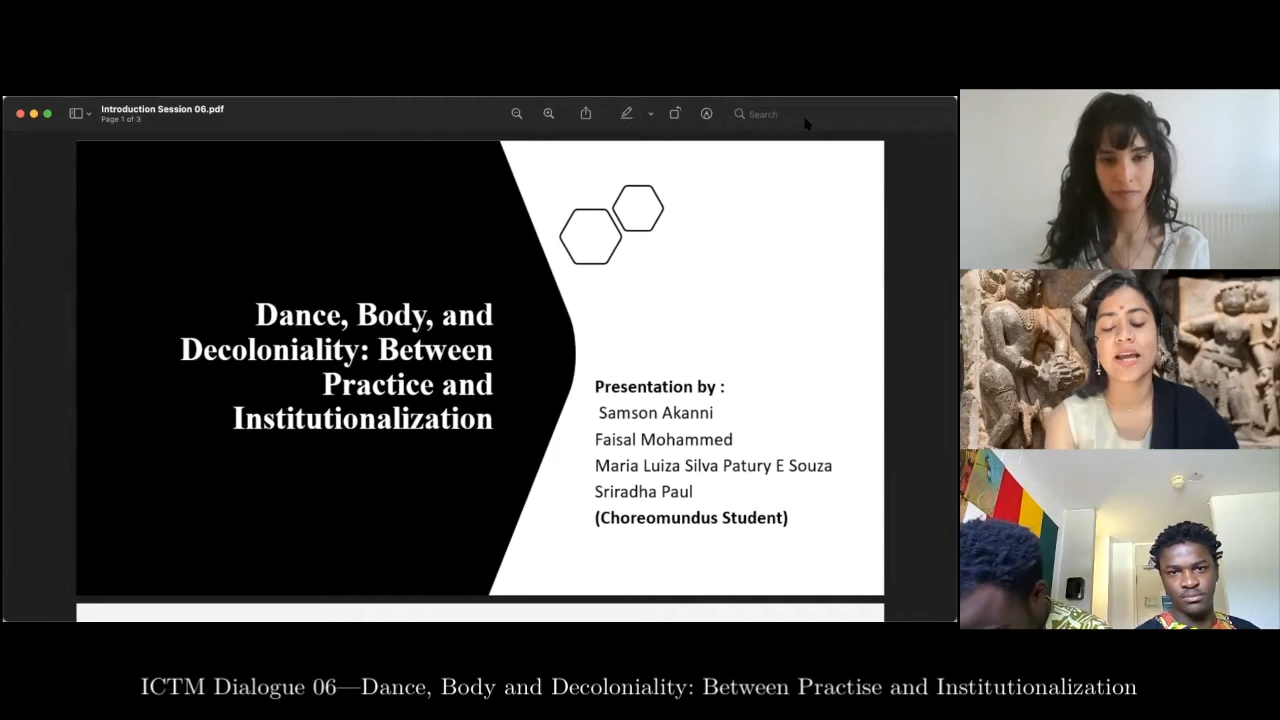 Introduction Session 06.pdf
Page 1 of 3
Search
Dance, Body, and
Decoloniality: Between
Practice and
Institutionalization
Presentation by :
Samson Akanni
Faisal Mohammed
Maria Luiza Silva Patury E Souza
Sriradha Paul
(Choreomundus Student)
ICTM Dialogue 06—Dance, Body and Decoloniality: Between Practise and Institutionalization